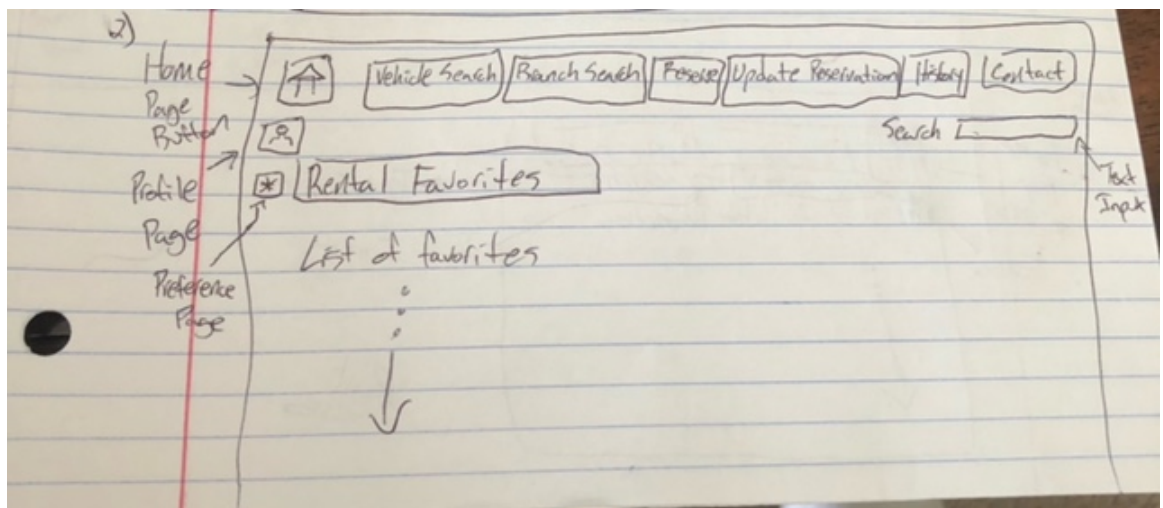 2)
Home
Page
Button
Profile
Page
Preference
Page
Vehicle Search Branch Search Reserve Update Reservation History Contact
Search
Text
Input
* Rental Favorites
List of favorites